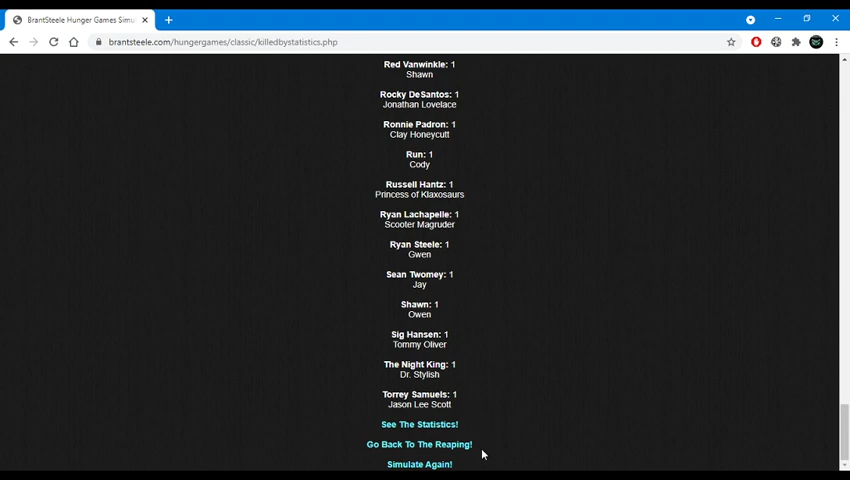 BrantSteele Hunger Games Simu
brantsteele.com/hungergames/classic/killedbystatistics.php
Red Vanwinkle: 1
Shawn
Rocky DeSantos: 1
Jonathan Lovelace
Ronnie Padron: 1
Clay Honeycutt
Run: 1
Cody
Russell Hantz: 1
Princess of Klaxosaurs
Ryan Lachapelle: 1
Scooter Magruder
Ryan Steele: 1
Gwen
Sean Twomey: 1
Jay
Shawn: 1
Owen
Sig Hansen: 1
Tommy Oliver
The Night King: 1
Dr. Stylish
Torrey Samuels: 1
Jason Lee Scott
See The Statistics!
Go Back To The Reaping!
Simulate Again!